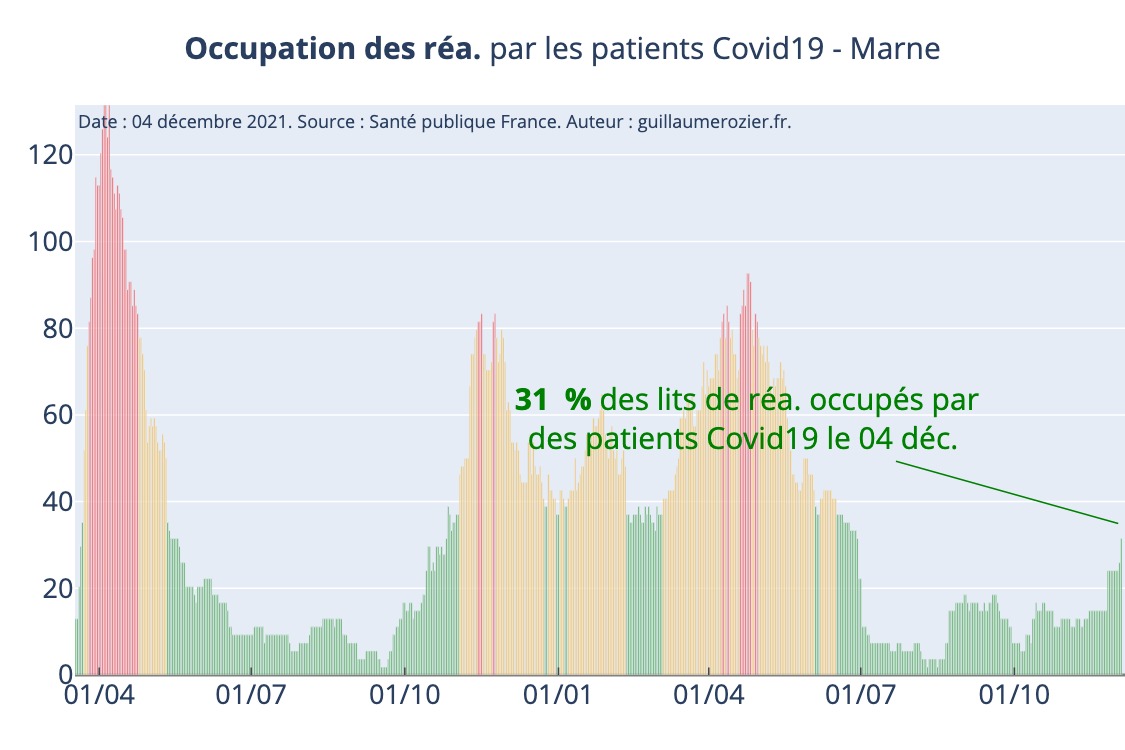 Occupation des réa. par les patients Covid19 - Marne
Date : 04 décembre 2021. Source : Santé publique France. Auteur : guillaumerozier.fr.
120
100
80
60
40
20
0
31  % des lits de réa. occupés par
des patients Covid19 le 04 déc.
01/04 01/07 01/10 01/01 01/04 01/07 01/10